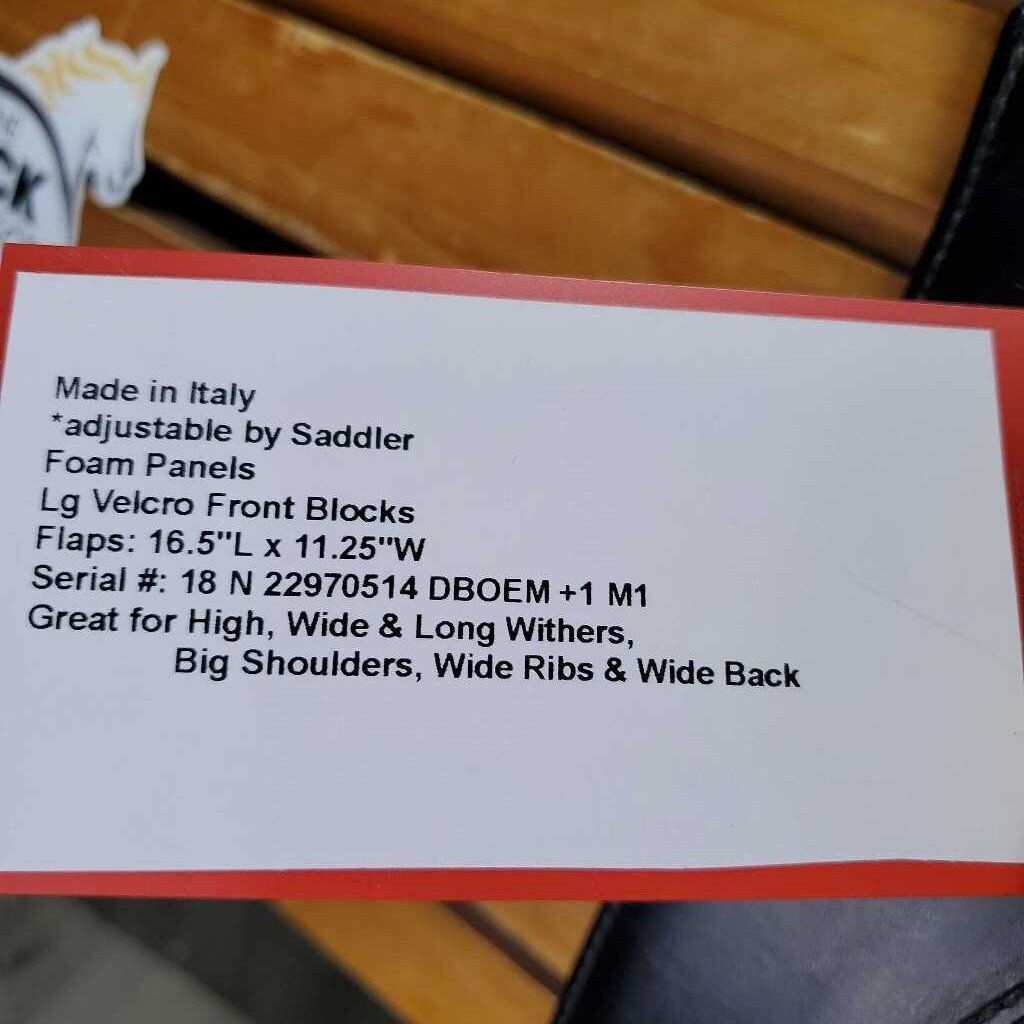 CK
Made in Italy
*adjustable by Saddler
Foam Panels
Lg Velcro Front Blocks
Flaps: 16.5"L x 11.25"W
Serial #: 18 N 22970514 DBOEM +1 M1
Great for High, Wide & Long Withers,
Big Shoulders, Wide Ribs & Wide Back